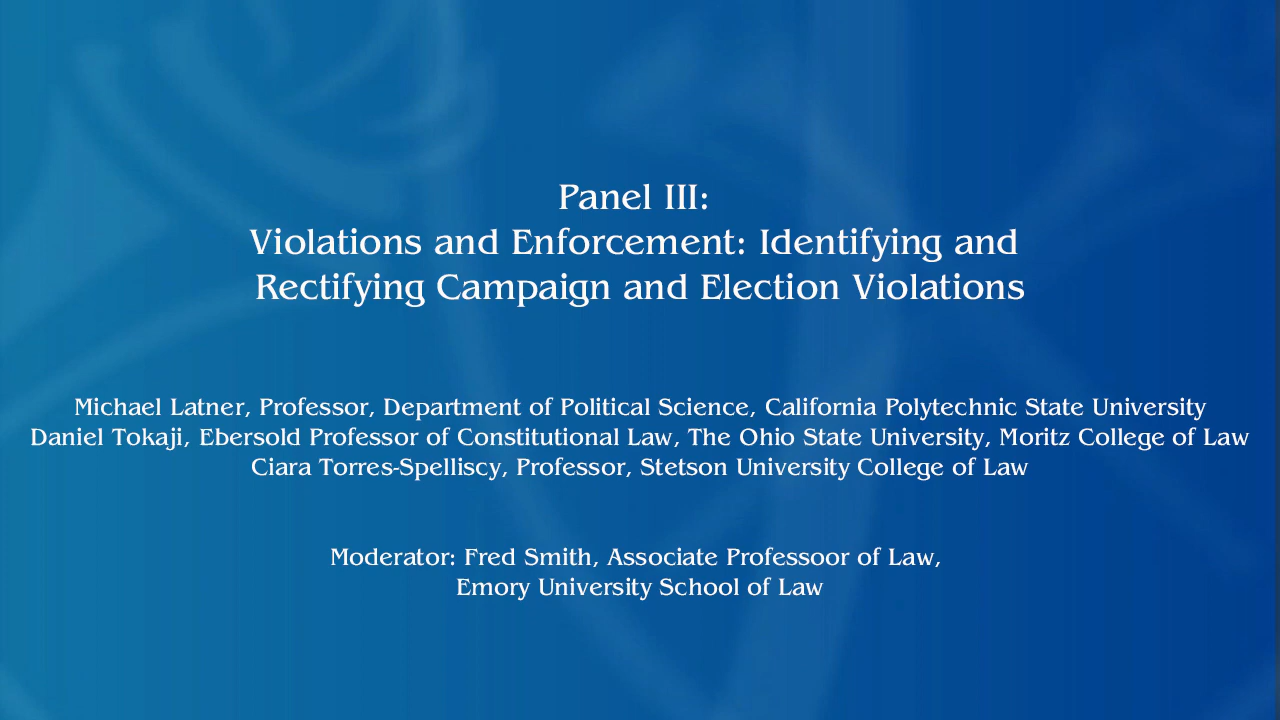 Panel III:
Violations and Enforcement: Identifying and
Rectifying Campaign and Election Violations
Michael Latner, Professor, Department of Political Science, California Polytechnic State University
Daniel Tokaji, Ebersold Professor of Constitutional Law, The Ohio State University, Moritz College of Law
Ciara Torres-Spelliscy, Professor, Stetson University College of Law
Moderator: Fred Smith, Associate Professoor of Law,
Emory University School of Law